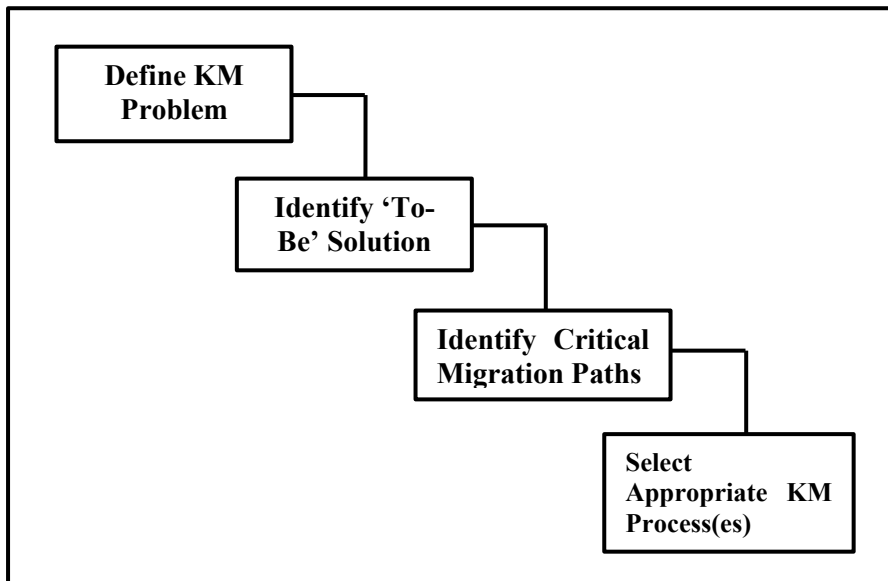 Define KM
Problem
Identify ‘To-
Be’ Solution
Identify Critical
Migration Paths
Select
Appropriate KM
Process(es)